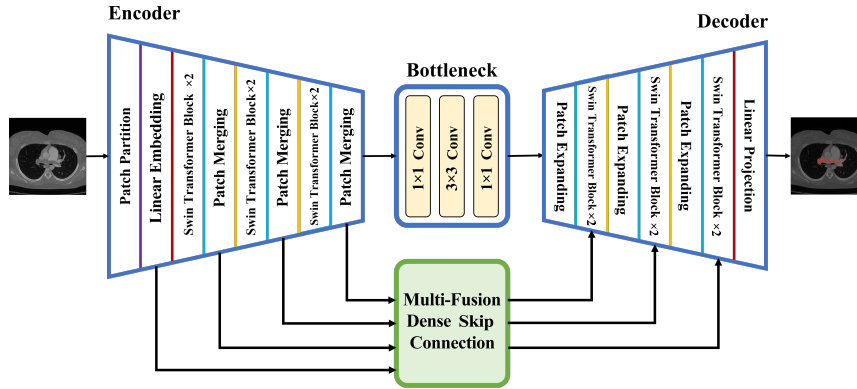 Encoder
Decoder
Bottleneck
Patch Partition
Linear Embedding
Swin Transformer Block ×2
Patch Merging
Swin Transformer Block ×2
Patch Merging
Swin Transformer Block×2
Patch Merging
1×1 Conv
3×3 Conv
1×1 Conv
Patch Expanding
Swin Transformer Block ×2
Patch Expanding
Swin Transformer Block ×2
Patch Expanding
Swin Transformer Block ×2
Linear Projection
Multi-Fusion
Dense Skip
Connection